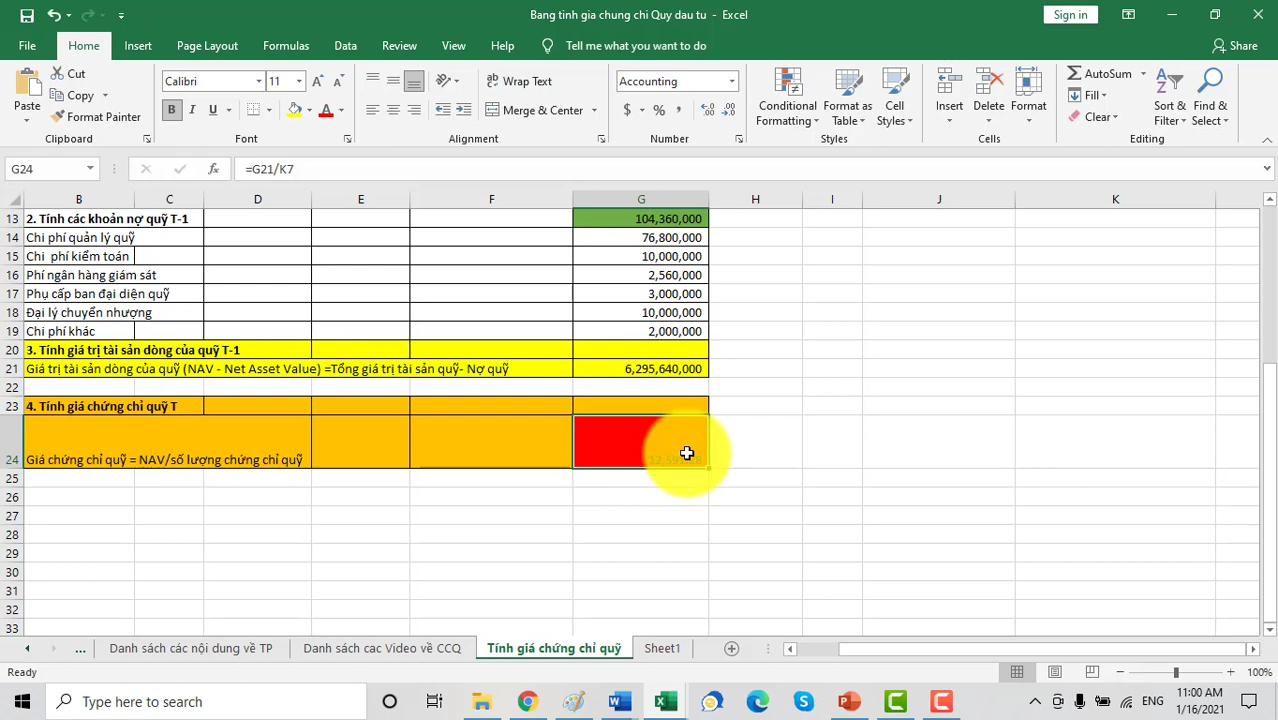 Bang tinh gia chung chi Quy dau tu - Excel
Sign in
File Home Insert Page Layout Formulas Data Review View Help Tell me what you want to do Share
Paste
Cut
Copy
Format Painter
Clipboard
Calibri 11
B I U
Font
Wrap Text
Merge & Center
Alignment
Accounting
$ % ,
Number
Conditional Formatting
Format as Table
Cell Styles
Styles
Insert
Delete
Format
Cells
AutoSum
Fill
Clear
Sort & Filter
Find & Select
Editing
G24 fx =G21/K7
B C D E F G H I J K
13 2. Tính các khoản nợ quỹ T-1 104,360,000
14 Chi phí quản lý quỹ 76,800,000
15 Chi phí kiểm toán 10,000,000
16 Phí ngân hàng giám sát 2,560,000
17 Phụ cấp ban đại diện quỹ 3,000,000
18 Đại lý chuyển nhượng 10,000,000
19 Chi phí khác 2,000,000
20 3. Tính giá trị tài sản dòng của quỹ T-1
21 Giá trị tài sản dòng của quỹ (NAV - Net Asset Value) =Tổng giá trị tài sản quỹ- Nợ quỹ 6,295,640,000
22
23 4. Tính giá chứng chỉ quỹ T
24 Giá chứng chỉ quỹ = NAV/số lượng chứng chỉ quỹ
25
26
27
28
29
30
31
32
33
... Danh sách các nội dung về TP Danh sách cac Video về CCQ Tính giá chứng chỉ quỹ Sheet1
Ready 100%
Type here to search
ENG
11:00 AM
1/16/2021